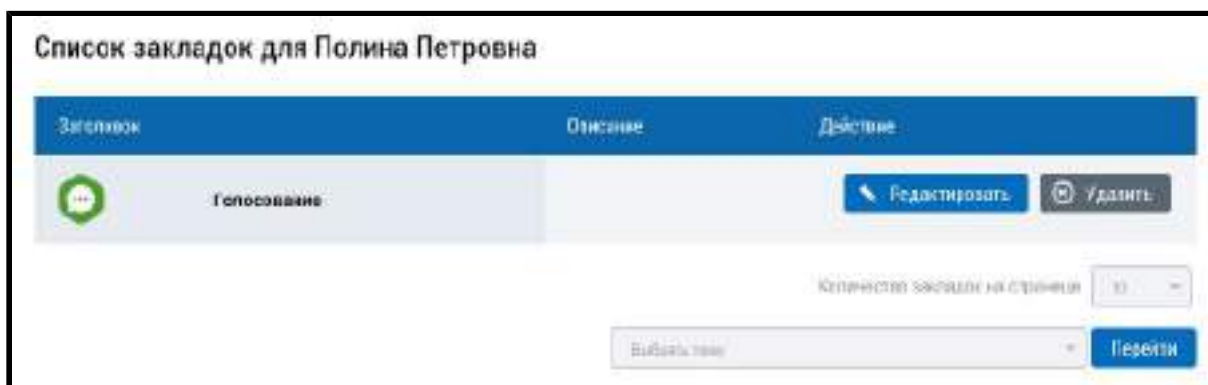 Список закладок для Полина Петровна
Заголовок Описание Действие
Голосование Редактировать Удалить
Количество закладок на странице 10
Выбрать тему Перейти